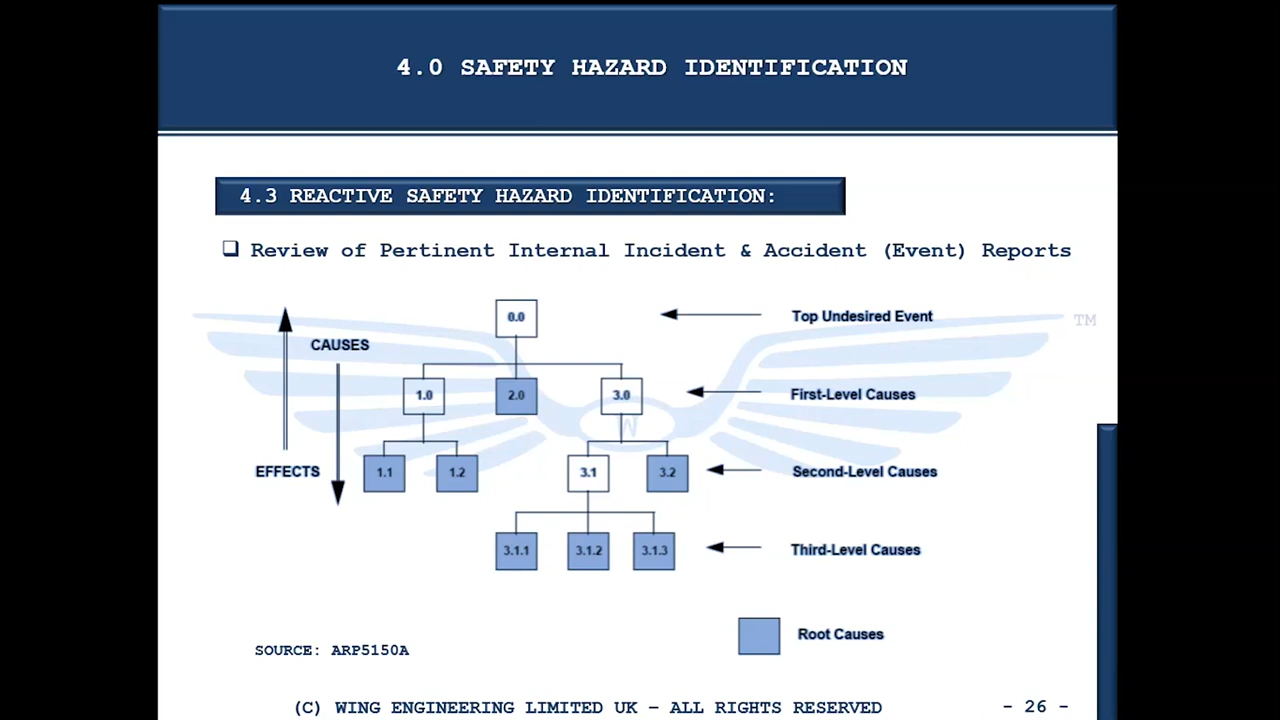 4.0 SAFETY HAZARD IDENTIFICATION
4.3 REACTIVE SAFETY HAZARD IDENTIFICATION:
Review of Pertinent Internal Incident & Accident (Event) Reports
0.0
Top Undesired Event
TM
CAUSES
1.0
2.0
3.0
First-Level Causes
W
EFFECTS
1.1
1.2
3.1
3.2
Second-Level Causes
3.1.1
3.1.2
3.1.3
Third-Level Causes
Root Causes
SOURCE: ARP5150A
(C) WING ENGINEERING LIMITED UK – ALL RIGHTS RESERVED
- 26 -